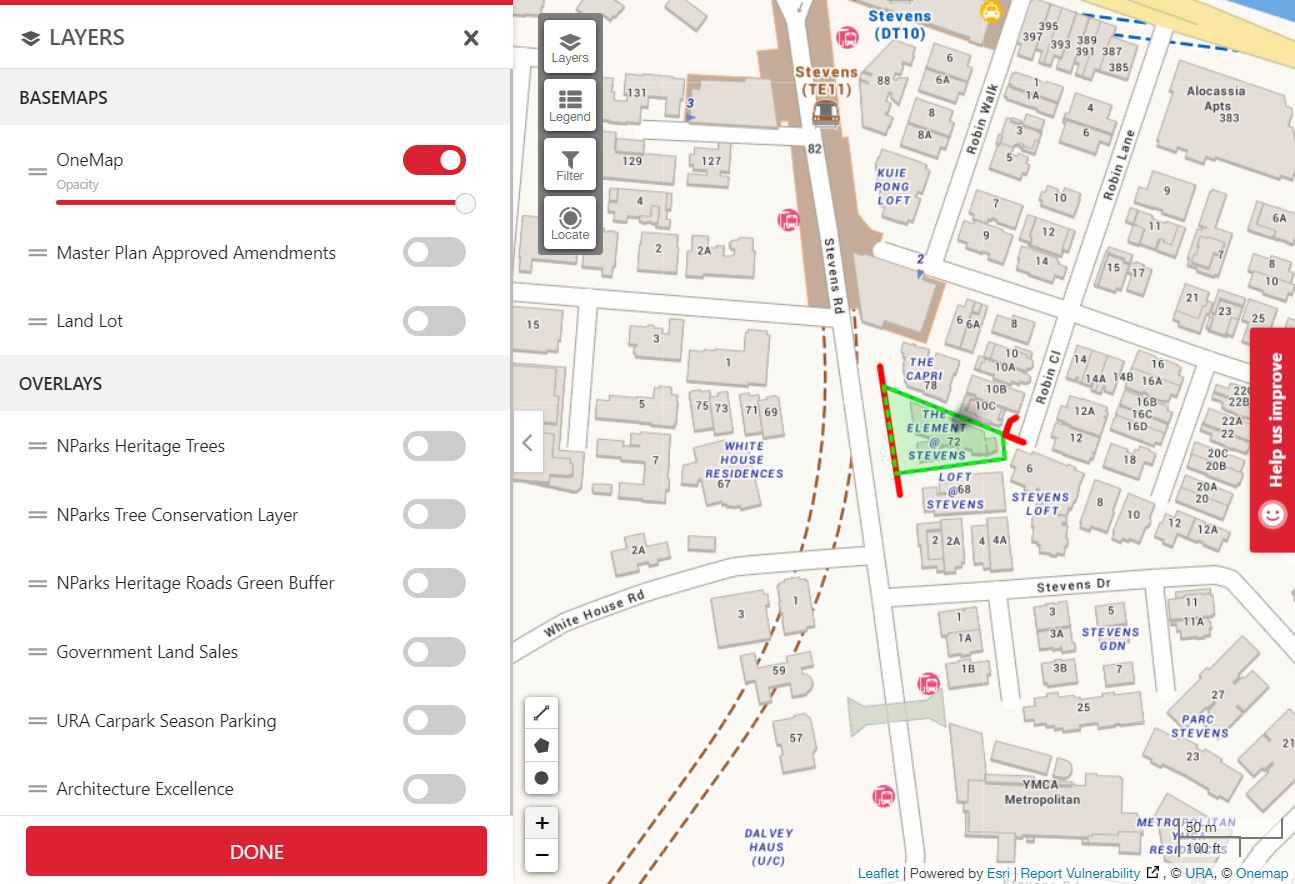 LAYERS
BASEMAPS
OneMap
Opacity
Master Plan Approved Amendments
Land Lot
OVERLAYS
NParks Heritage Trees
NParks Tree Conservation Layer
NParks Heritage Roads Green Buffer
Government Land Sales
URA Carpark Season Parking
Architecture Excellence
DONE
Layers
Legend
Filter
Locate
Stevens
(DT10)
Stevens
(TE11)
395
397
393
389
391
387
385
88
6
6A
8
8A
1
1A
3
5
4
6
Alocassia
Apts
383
Robin Walk
Robin Lane
131
3
82
129
127
4
2
2A
KUIE
PONG
LOFT
7
9
10
12
14
9
11
7
6A
15
17
8
10
21
23
25
2
Stevens Rd
15
3
1
5
7
75
73
71
69
WHITE
HOUSE
RESIDENCES
67
6
6A
8
10
10A
10B
10C
THE
CAPRI
78
THE
ELEMENT
@ 72
STEVENS
LOFT
@68
STEVENS
Robin Cl
14
14A
14B
16
16A
16B
16C
16D
12A
12
18
22C
22B
22A
22
20C
20B
20A
20
6
STEVENS
LOFT
8
10
12
12A
2
2A
4
4A
2A
White House Rd
Stevens Dr
3
1
59
57
1
1A
1B
3
3A
3B
5
STEVENS
GDN
7
11
11A
25
27
PARC
STEVENS
23
21
YMCA
Metropolitan
METROPOLITAN
YMCA
RESIDENCES
DALVEY
HAUS
(U/C)
Help us improve
+
−
50 m
100 ft
Stevens Rd
Leaflet | Powered by Esri | Report Vulnerability , © URA, © Onemap